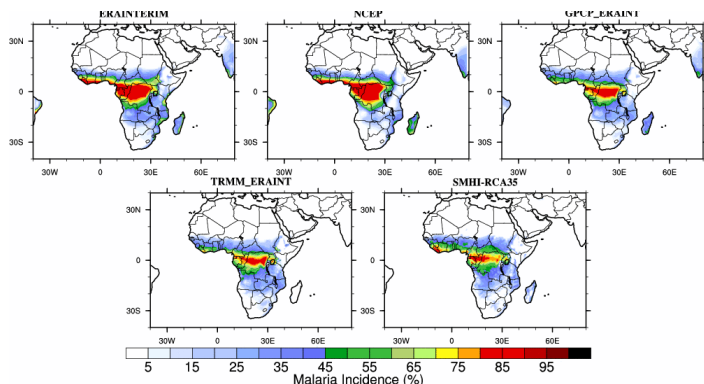 ERAINTERIM NCEP GPCP_ERAINT
30N 30N 30N
0 0 0
30S 30S 30S
30W 0 30E 60E 30W 0 30E 60E 30W 0 30E 60E
TRMM_ERAINT SMHI-RCA35
30N 30N
0 0
30S 30S
30W 0 30E 60E 30W 0 30E 60E
5 15 25 35 45 55 65 75 85 95
Malaria Incidence (%)